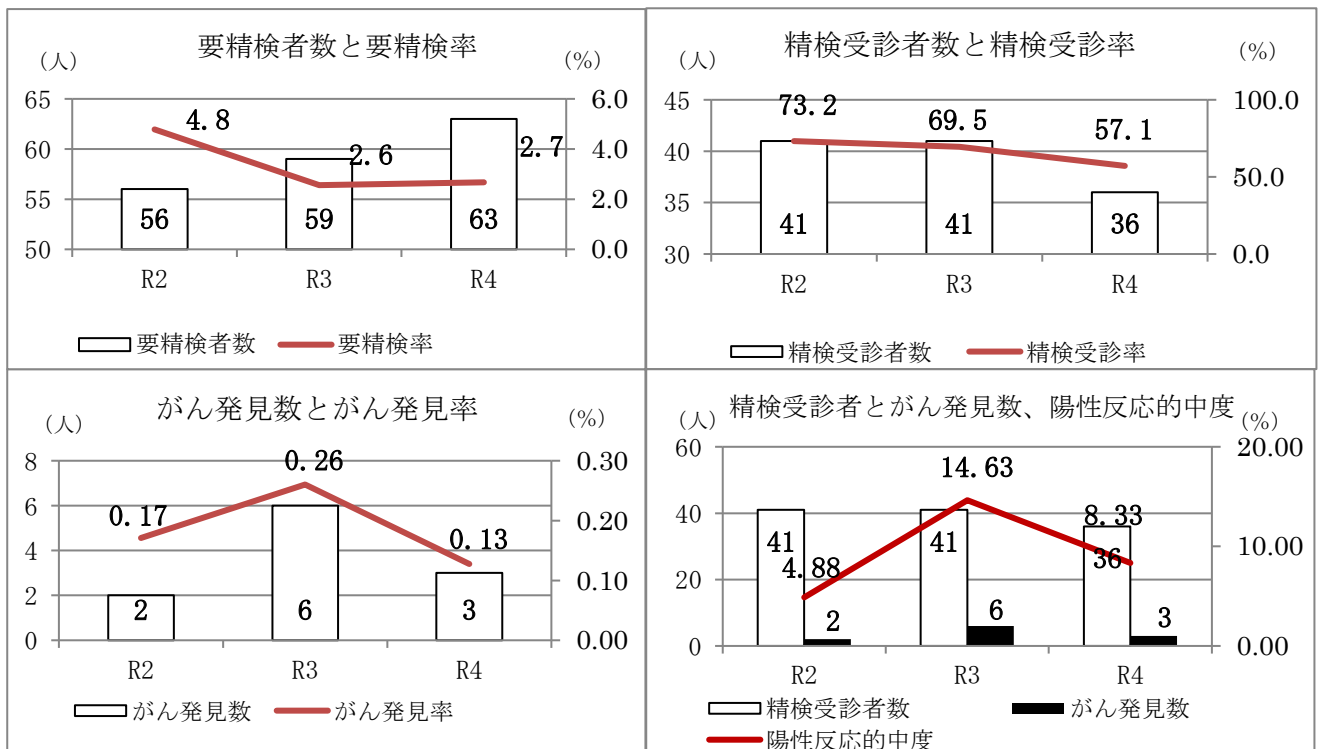 要精検者数と要精検率
（人）
（%）
65
60
55
50
6.0
4.0
2.0
0.0
4.8
2.6
2.7
56
59
63
R2
R3
R4
要精検者数
要精検率
精検受診者数と精検受診率
（人）
（%）
45
40
35
30
100.0
50.0
0.0
73.2
69.5
57.1
41
41
36
R2
R3
R4
精検受診者数
精検受診率
がん発見数とがん発見率
（人）
（%）
8
6
4
2
0
0.30
0.20
0.10
0.00
0.17
0.26
0.13
2
6
3
R2
R3
R4
がん発見数
がん発見率
精検受診者とがん発見数、陽性反応的中度
（人）
（%）
60
40
20
0
20.00
10.00
0.00
4.88
14.63
8.33
41
41
36
2
6
3
R2
R3
R4
精検受診者数
がん発見数
陽性反応的中度